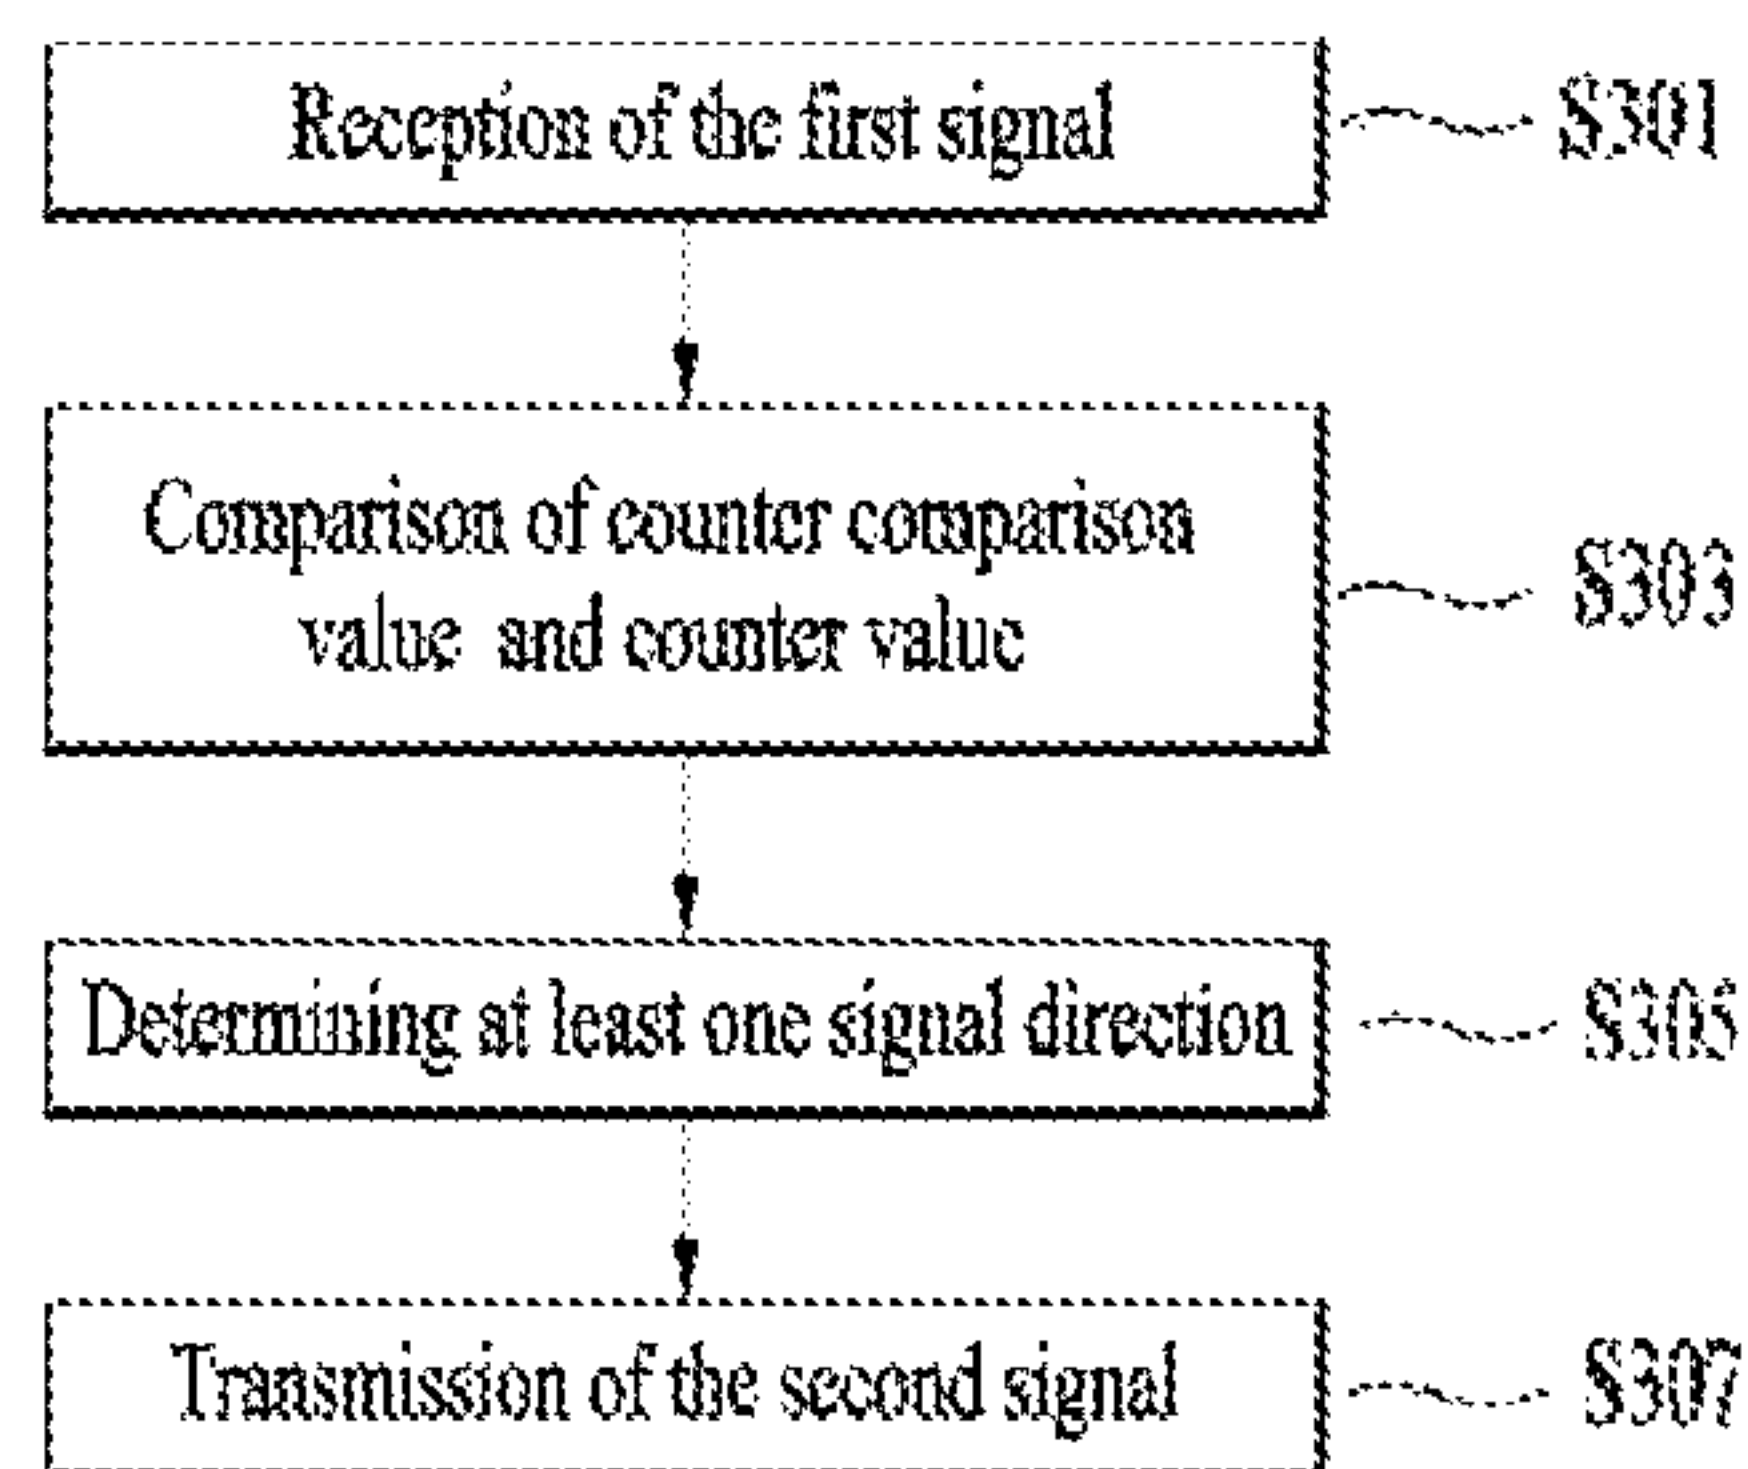 Reception of the first signal
S301
Comparison of counter comparison
value and counter value
S303
Determining at least one signal direction
S305
Transmission of the second signal
S307